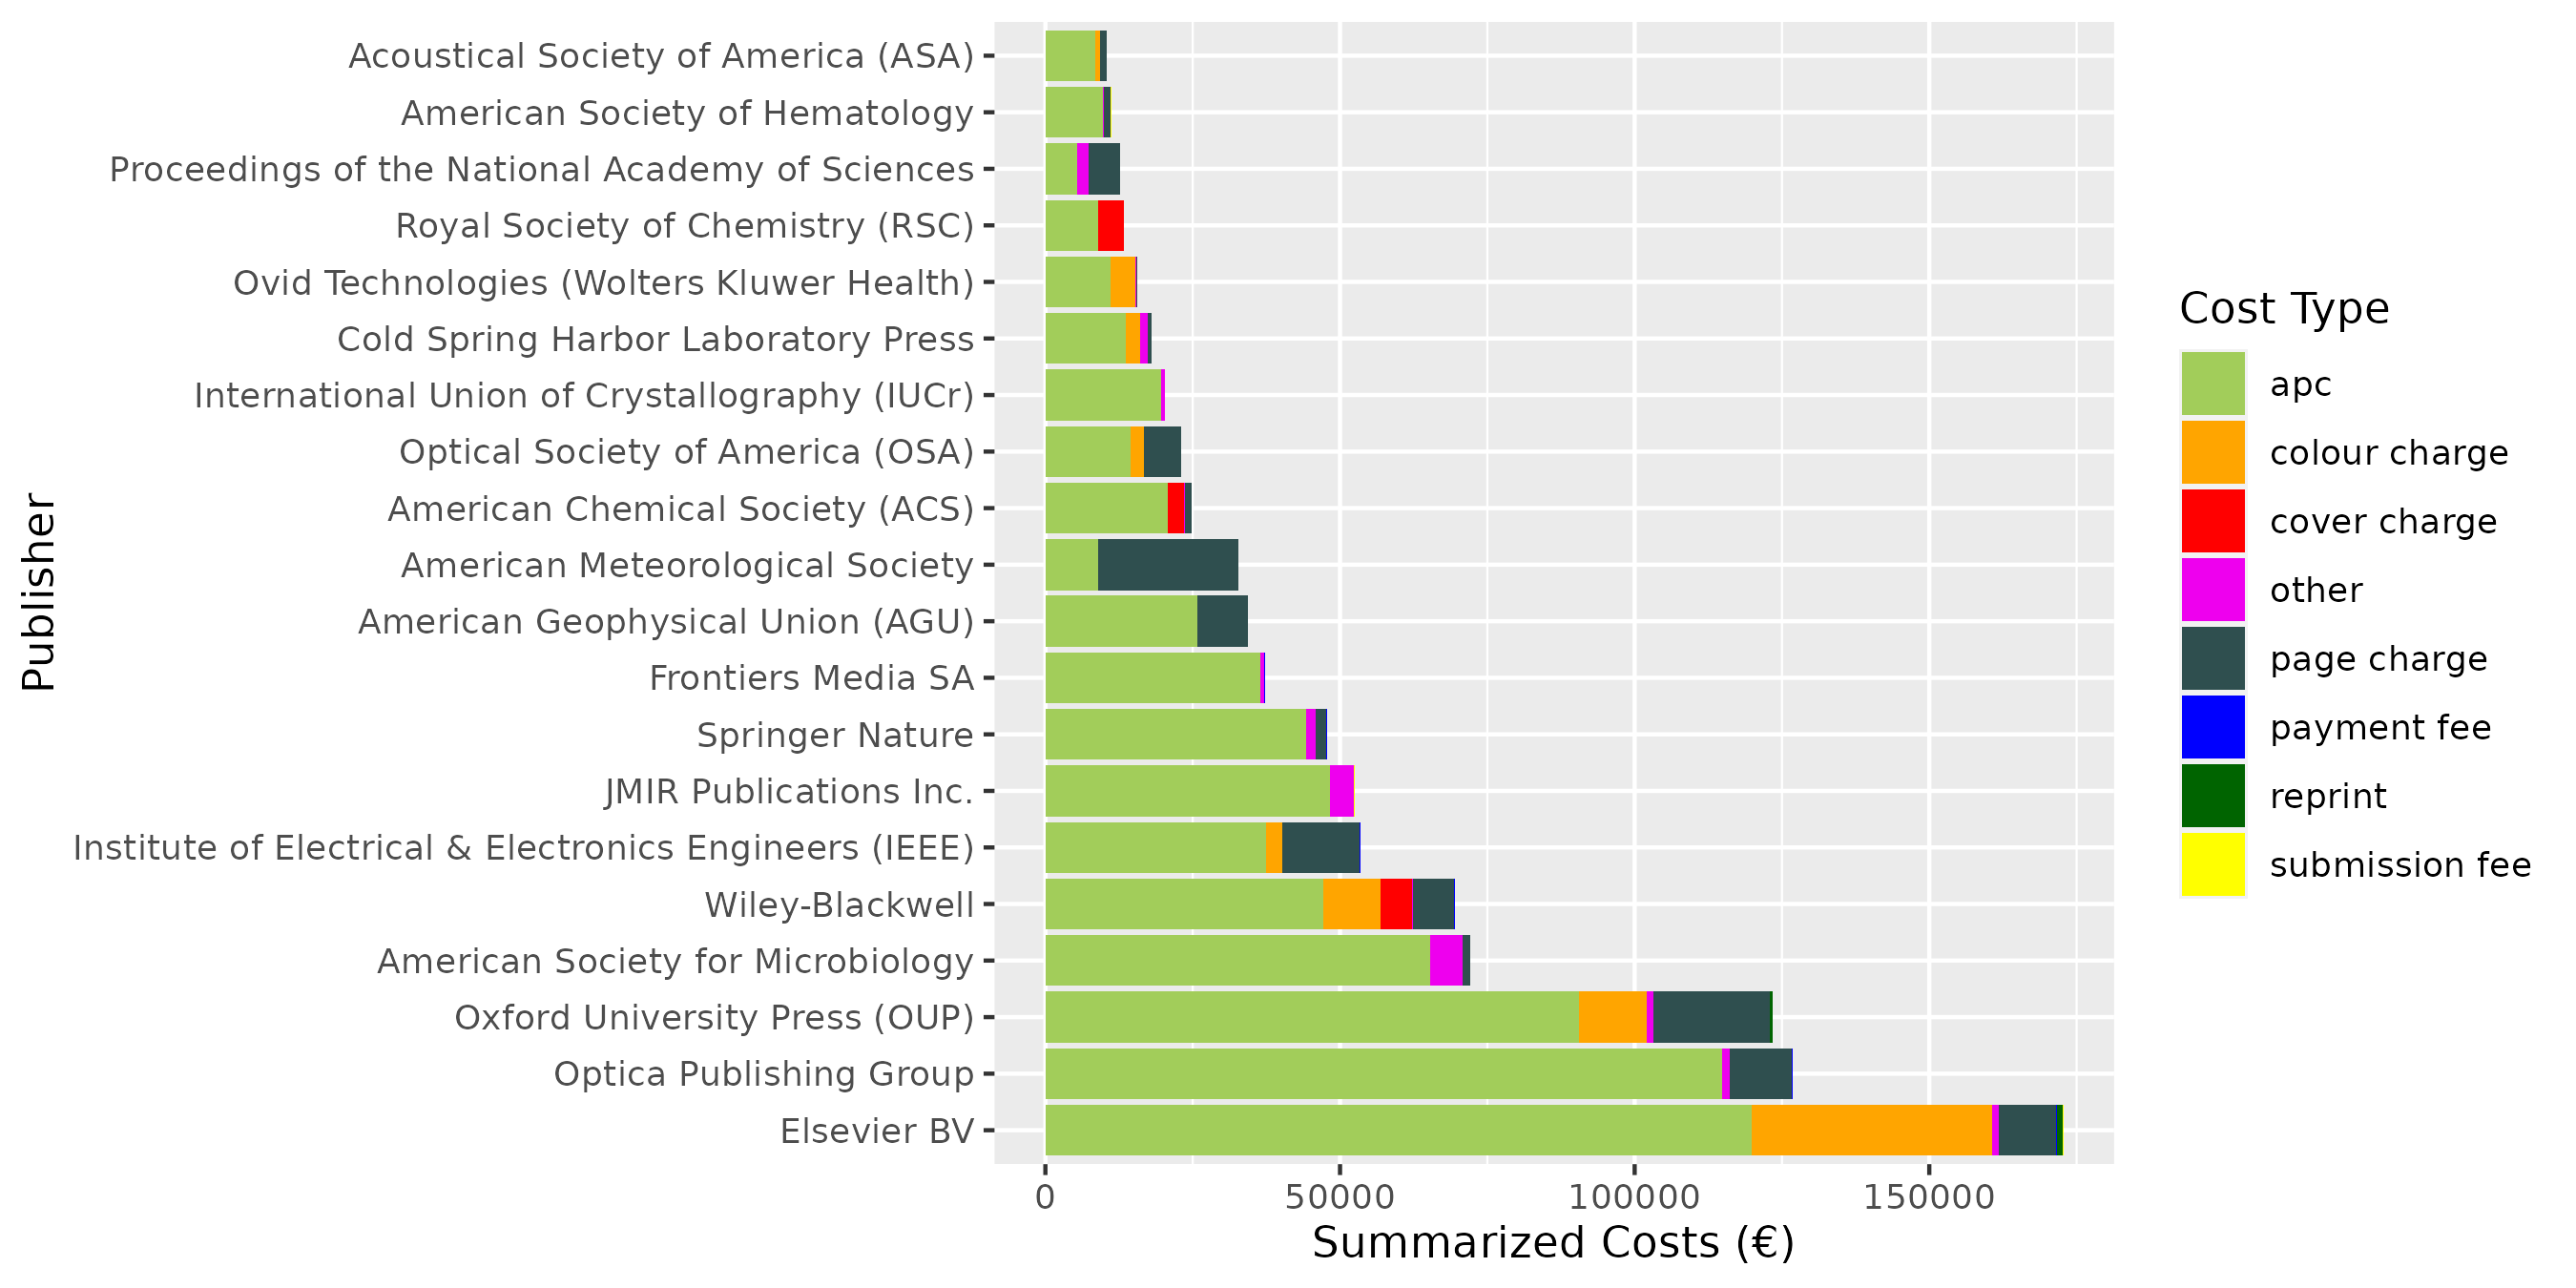 Acoustical Society of America (ASA)
American Society of Hematology
Proceedings of the National Academy of Sciences
Royal Society of Chemistry (RSC)
Ovid Technologies (Wolters Kluwer Health)
Cold Spring Harbor Laboratory Press
International Union of Crystallography (IUCr)
Optical Society of America (OSA)
American Chemical Society (ACS)
American Meteorological Society
American Geophysical Union (AGU)
Frontiers Media SA
Springer Nature
JMIR Publications Inc.
Institute of Electrical & Electronics Engineers (IEEE)
Wiley-Blackwell
American Society for Microbiology
Oxford University Press (OUP)
Optica Publishing Group
Elsevier BV
Publisher
0
50000
100000
150000
Summarized Costs (€)
Cost Type
apc
colour charge
cover charge
other
page charge
payment fee
reprint
submission fee